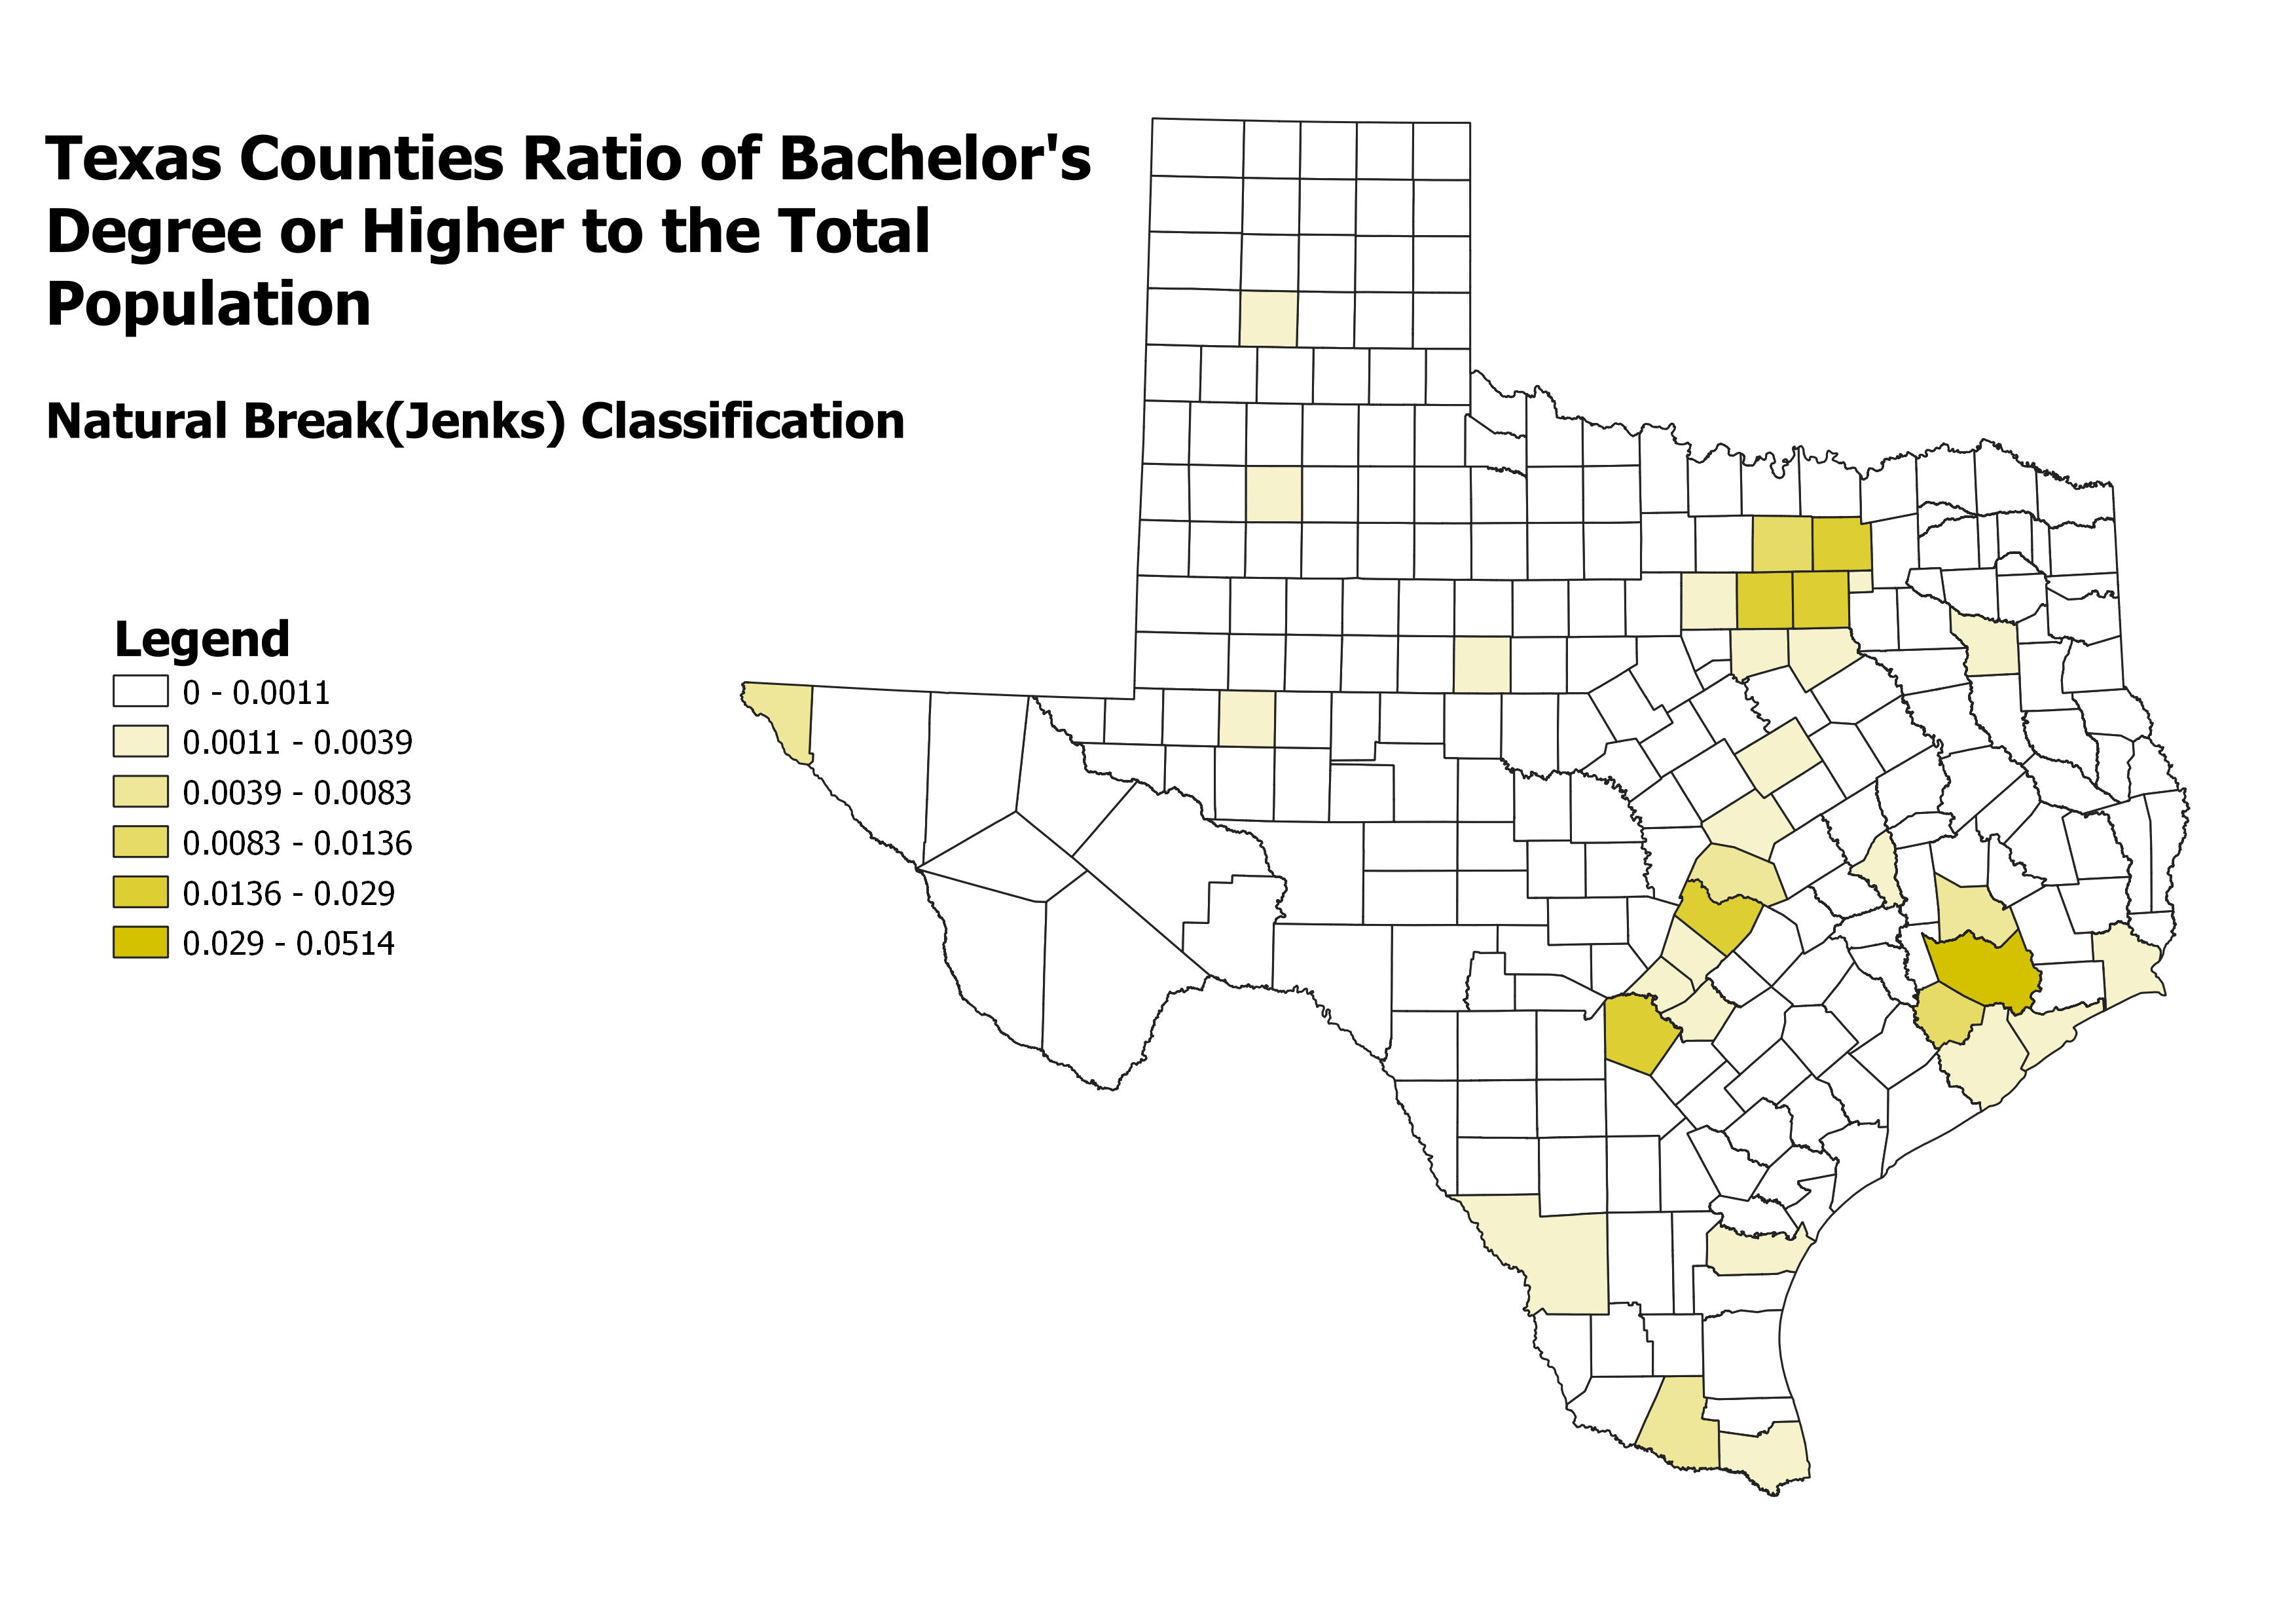 Texas Counties Ratio of Bachelor's
Degree or Higher to the Total
Population
Natural Break(Jenks) Classification
Legend
0 - 0.0011
0.0011 - 0.0039
0.0039 - 0.0083
0.0083 - 0.0136
0.0136 - 0.029
0.029 - 0.0514